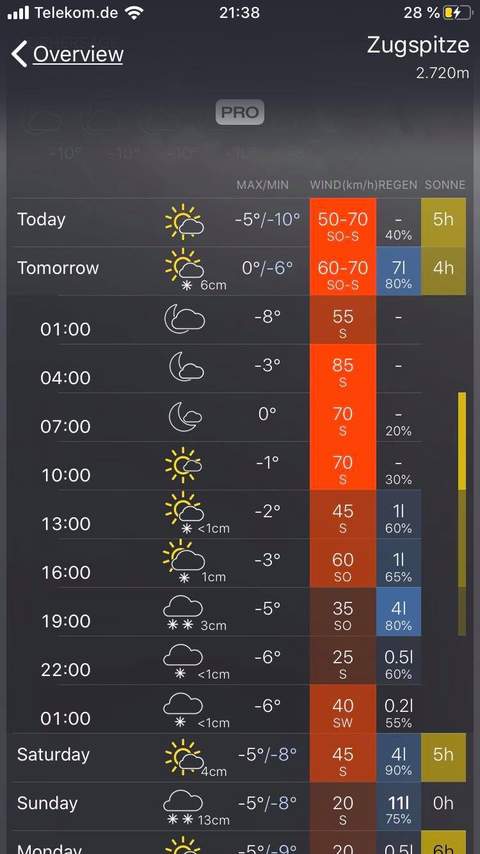 Telekom.de 21:38 28 %
Overview Zugspitze
2.720m
PRO
-10° -10° -10°
MAX/MIN WIND(km/h) REGEN SONNE
Today -5°/-10° 50-70 SO-S - 40% 5h
Tomorrow 6cm 0°/-6° 60-70 SO-S 7l 80% 4h
01:00 -8° 55 S -
04:00 -3° 85 S -
07:00 0° 70 S - 20%
10:00 -1° 70 S - 30%
13:00 <1cm -2° 45 S 1l 60%
16:00 1cm -3° 60 SO 1l 65%
19:00 3cm -5° 35 SO 4l 80%
22:00 <1cm -6° 25 S 0.5l 60%
01:00 <1cm -6° 40 SW 0.2l 55%
Saturday 4cm -5°/-8° 45 S 4l 90% 5h
Sunday 13cm -5°/-8° 20 S 11l 75% 0h
Monday -5°/-9° 20 0.5l 6h